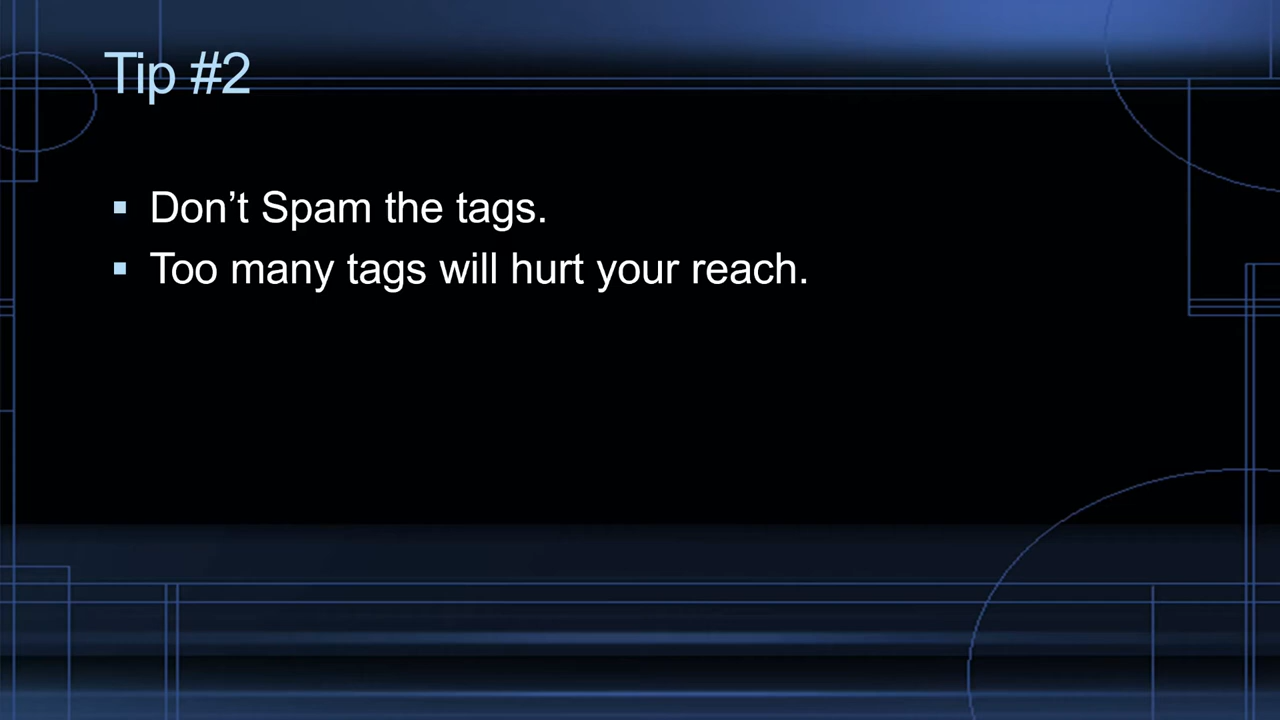 Tip #2
Don’t Spam the tags.
Too many tags will hurt your reach.